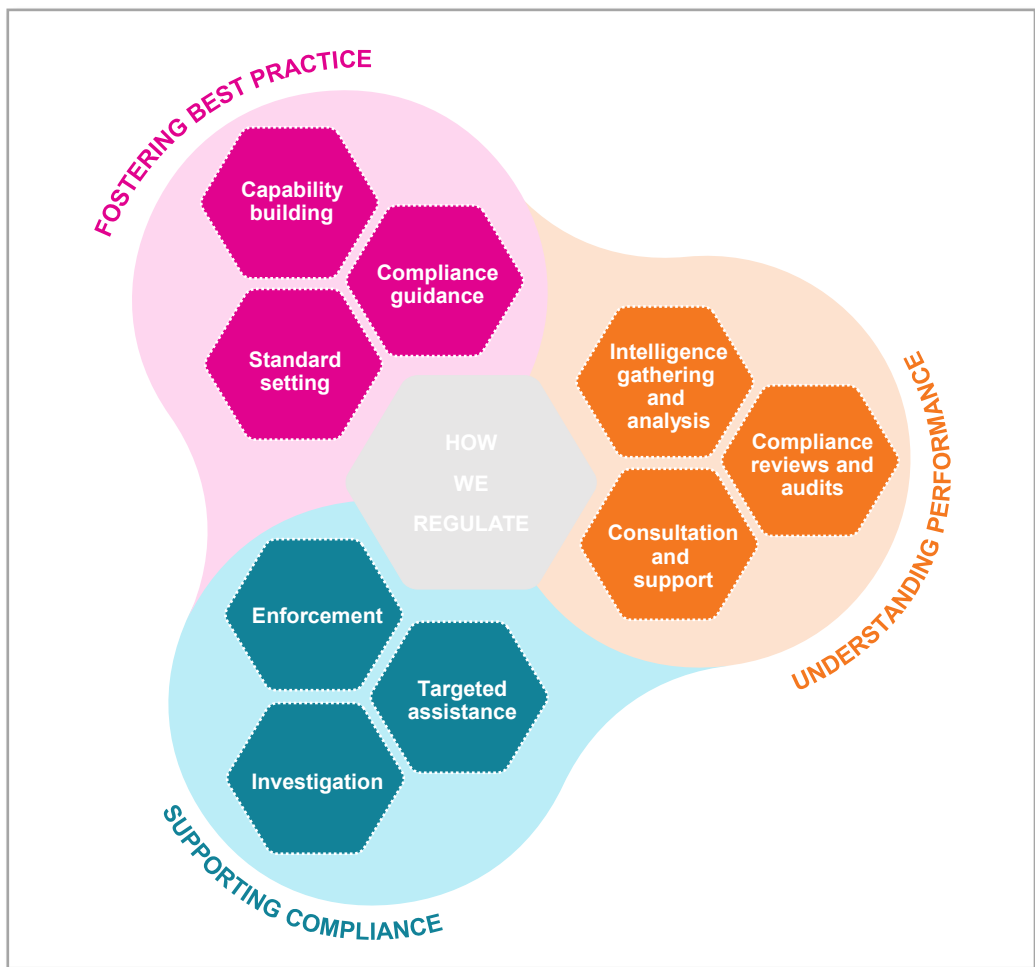 FOSTERING BEST PRACTICE
Capability
building
Compliance
guidance
Standard
setting
HOW
WE
REGULATE
Intelligence
gathering
and
analysis
Compliance
reviews and
audits
Consultation
and
support
UNDERSTANDING PERFORMANCE
Enforcement
Targeted
assistance
Investigation
SUPPORTING COMPLIANCE